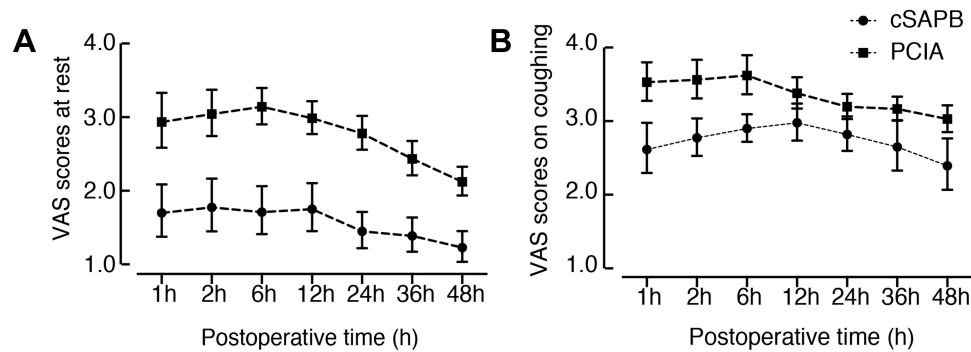 A
VAS scores at rest
4.0
3.0
2.0
1.0
1h 2h 6h 12h 24h 36h 48h
Postoperative time (h)
B
VAS scores on coughing
4.0
3.0
2.0
1.0
1h 2h 6h 12h 24h 36h 48h
Postoperative time (h)
cSAPB
PCIA